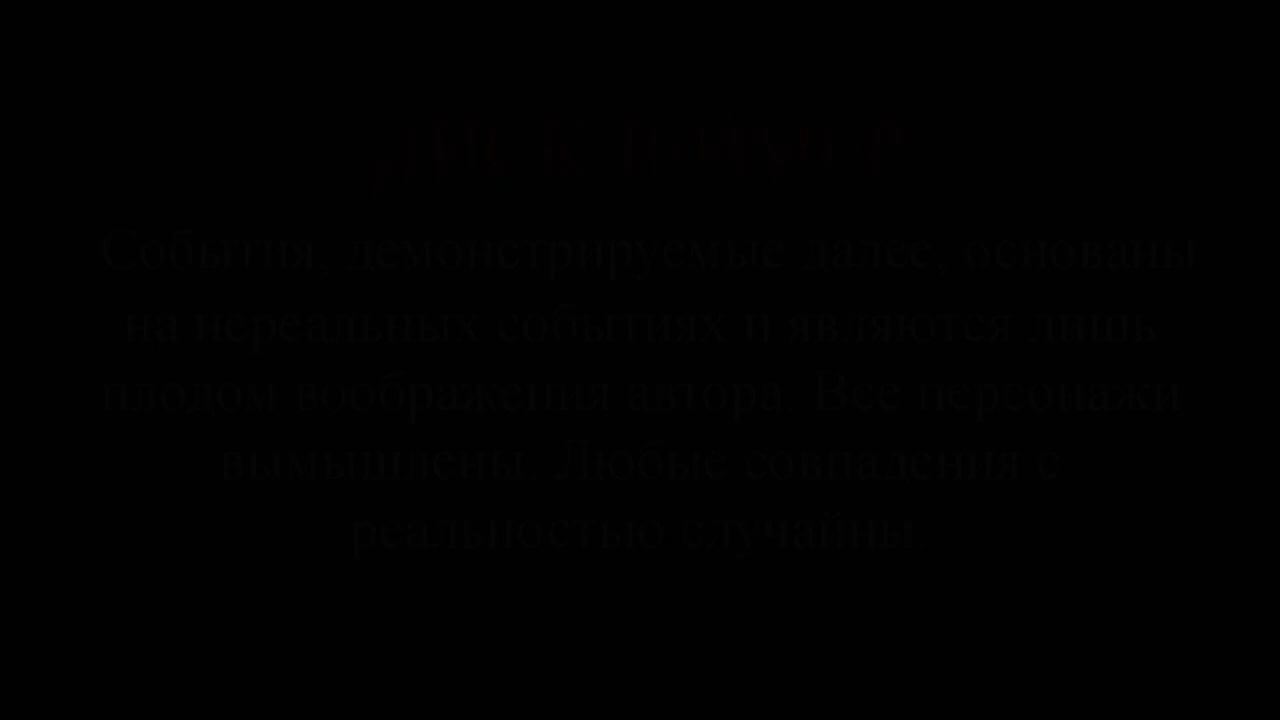 ДИСКЛЕЙМЕР
События, демонстрируемые далее, основаны
на нереальных событиях и являются лишь
плодом воображения автора. Все персонажи
вымышлены. Любые совпадения с
реальностью случайны.